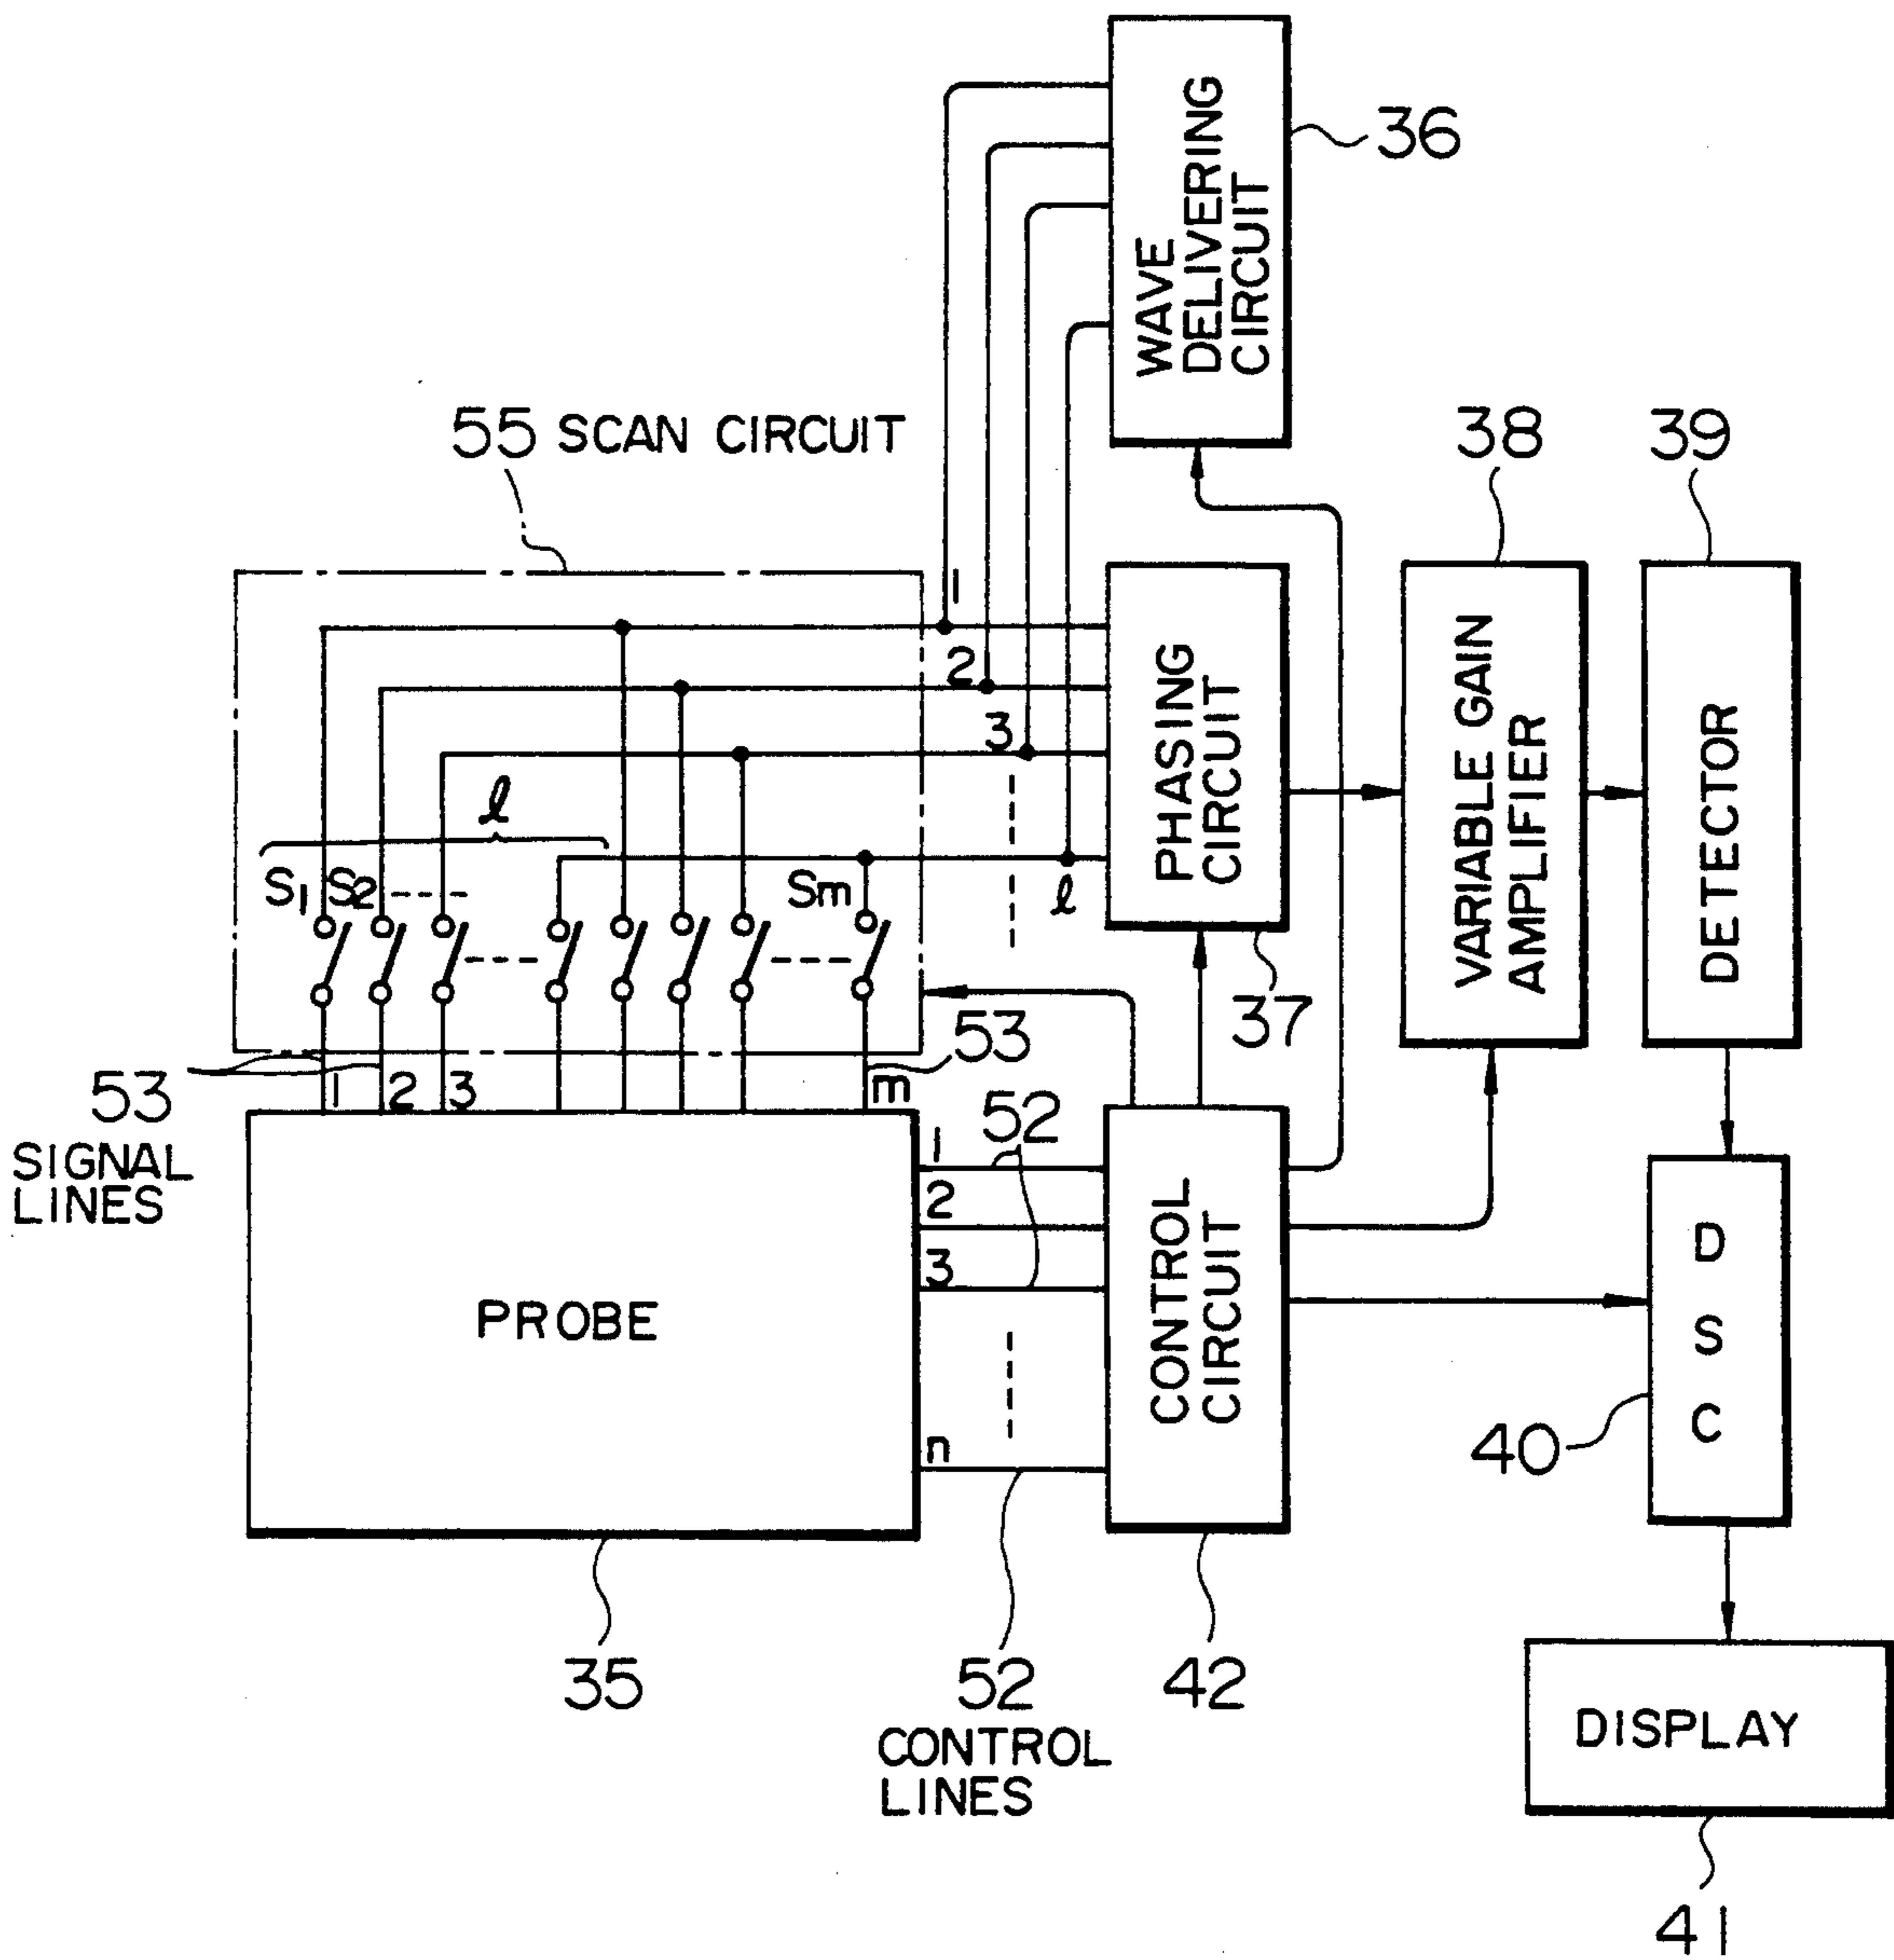 WAVE
DELIVERING
CIRCUIT
36
55 SCAN CIRCUIT
38
39
1
2
3
ℓ
ℓ
S1 S2 ----
Sm
PHASING
CIRCUIT
37
VARIABLE GAIN
AMPLIFIER
DETECTOR
53
53
SIGNAL
LINES
1
2
3
m
52
1
2
3
n
PROBE
CONTROL
CIRCUIT
D
S
C
40
35
52
CONTROL
LINES
42
DISPLAY
41